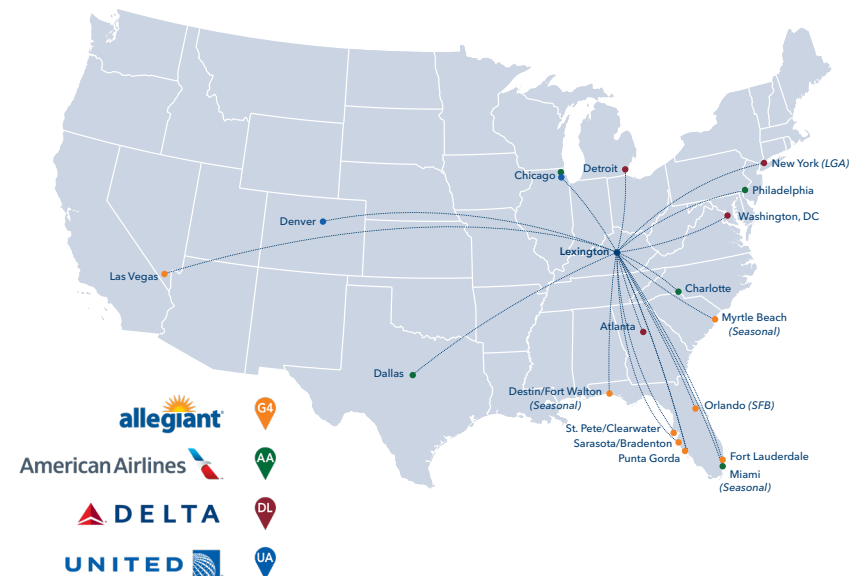 New York (LGA)
Detroit
Chicago
Philadelphia
Washington, DC
Denver
Lexington
Las Vegas
Charlotte
Myrtle Beach
(Seasonal)
Atlanta
Dallas
Destin/Fort Walton
(Seasonal)
Orlando (SFB)
St. Pete/Clearwater
Sarasota/Bradenton
Punta Gorda
Fort Lauderdale
Miami
(Seasonal)
allegiant
G4
American Airlines
AA
DELTA
DL
UNITED
UA